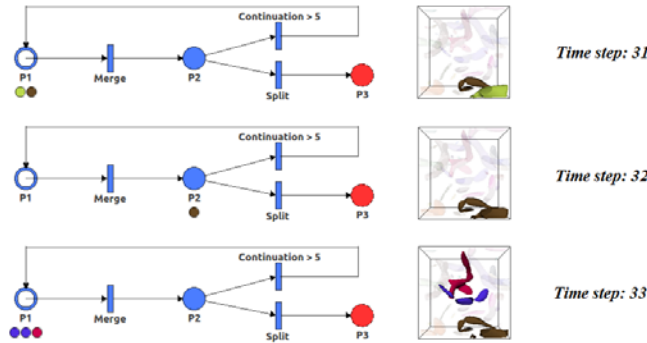 Continuation > 5
P1
Merge
P2
Split
P3
Time step: 31
Continuation > 5
P1
Merge
P2
Split
P3
Time step: 32
Continuation > 5
P1
Merge
P2
Split
P3
Time step: 33